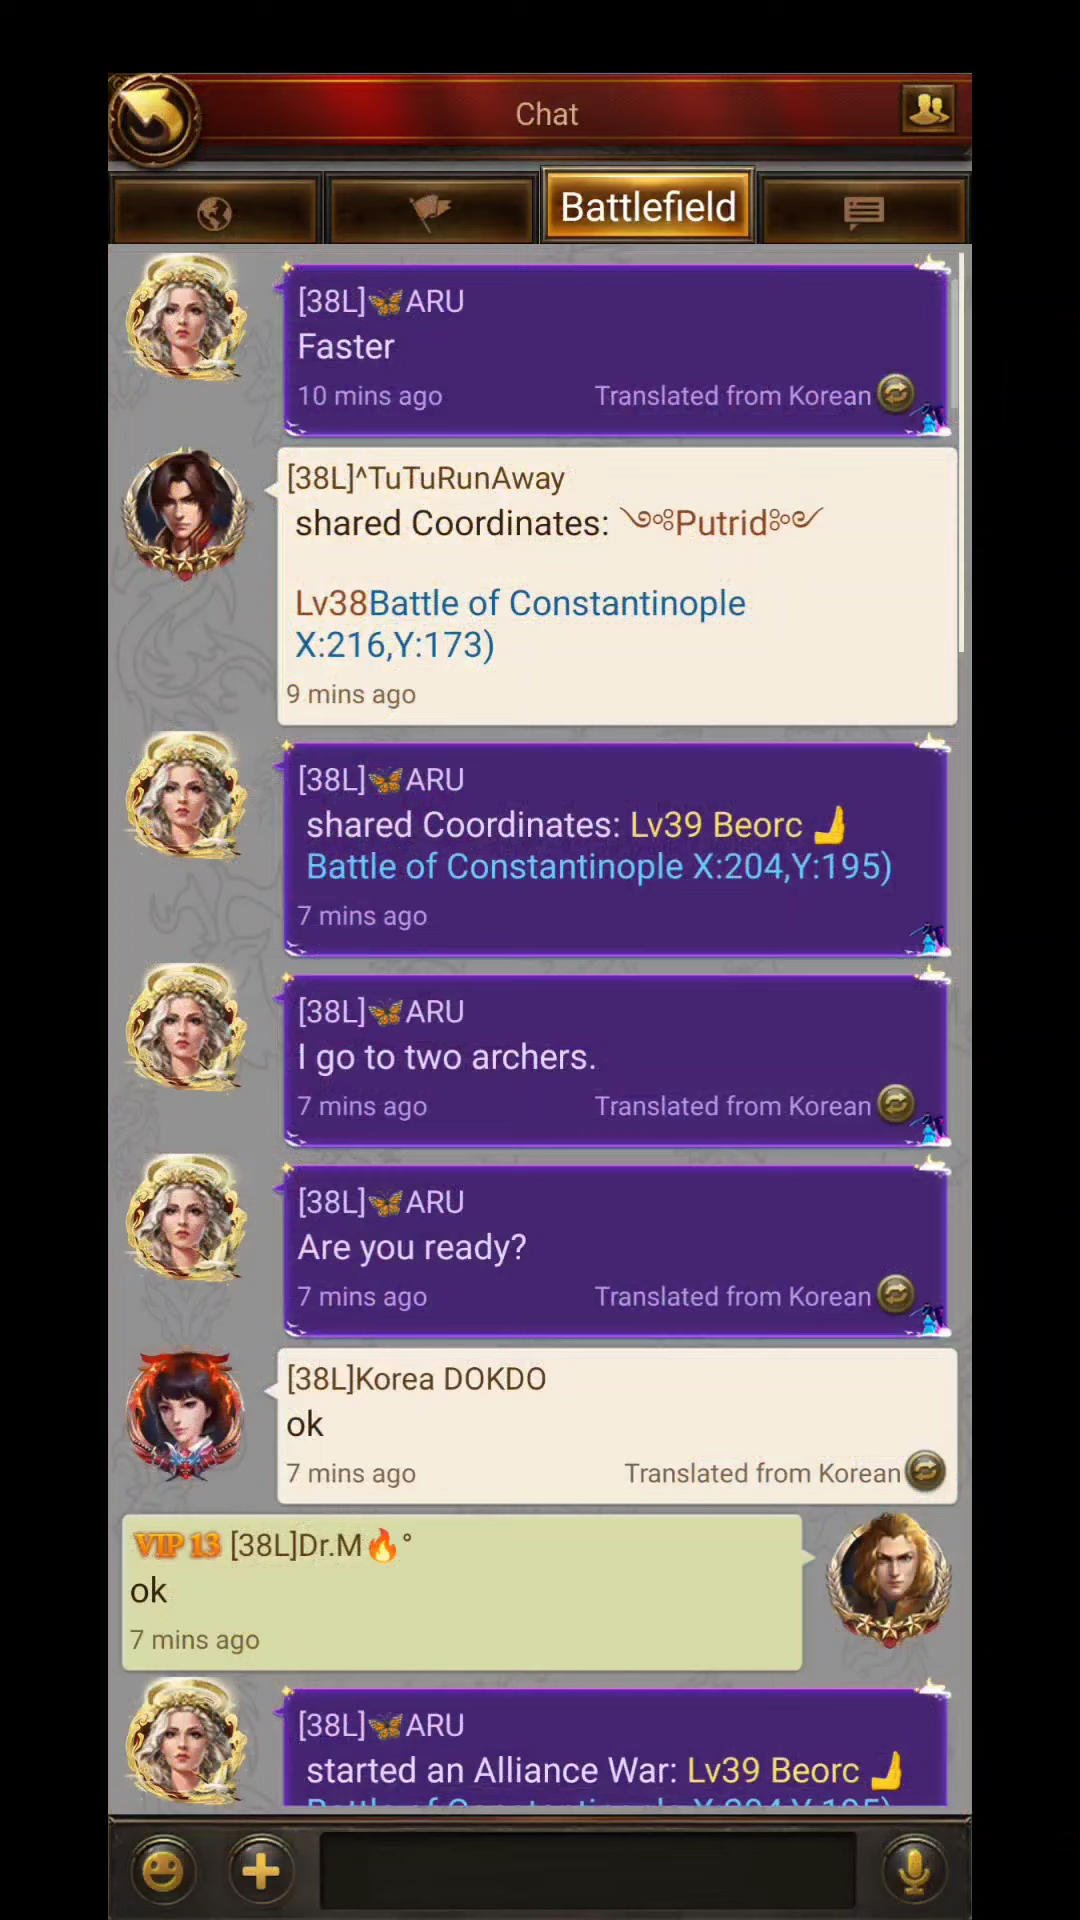 Chat
Battlefield
[38L]🦋ARU
Faster
10 mins ago Translated from Korean
[38L]^TuTuRunAway
shared Coordinates: ༺Putrid༻
Lv38Battle of Constantinople
X:216,Y:173)
9 mins ago
[38L]🦋ARU
shared Coordinates: Lv39 Beorc
Battle of Constantinople X:204,Y:195)
7 mins ago
[38L]🦋ARU
I go to two archers.
7 mins ago Translated from Korean
[38L]🦋ARU
Are you ready?
7 mins ago Translated from Korean
[38L]Korea DOKDO
ok
7 mins ago Translated from Korean
VIP 13 [38L]Dr.M🔥°
ok
7 mins ago
[38L]🦋ARU
started an Alliance War: Lv39 Beorc